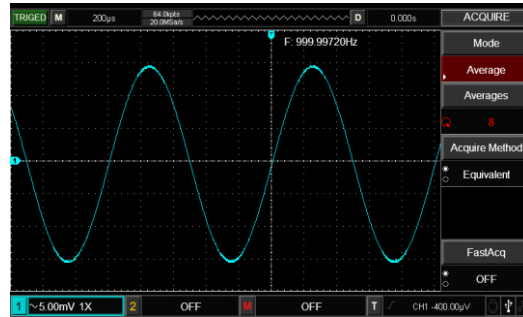 TRIGED M 200μs 64.0kpts D 0.000s ACQUIRE
20.0MSa/s
T
F: 999.99720Hz
Mode
Average
Averages
8
Acquire Method
Equivalent
FastAcq
OFF
1
1 ~5.00mV 1X 2 OFF M OFF T CH1 -400.00μV